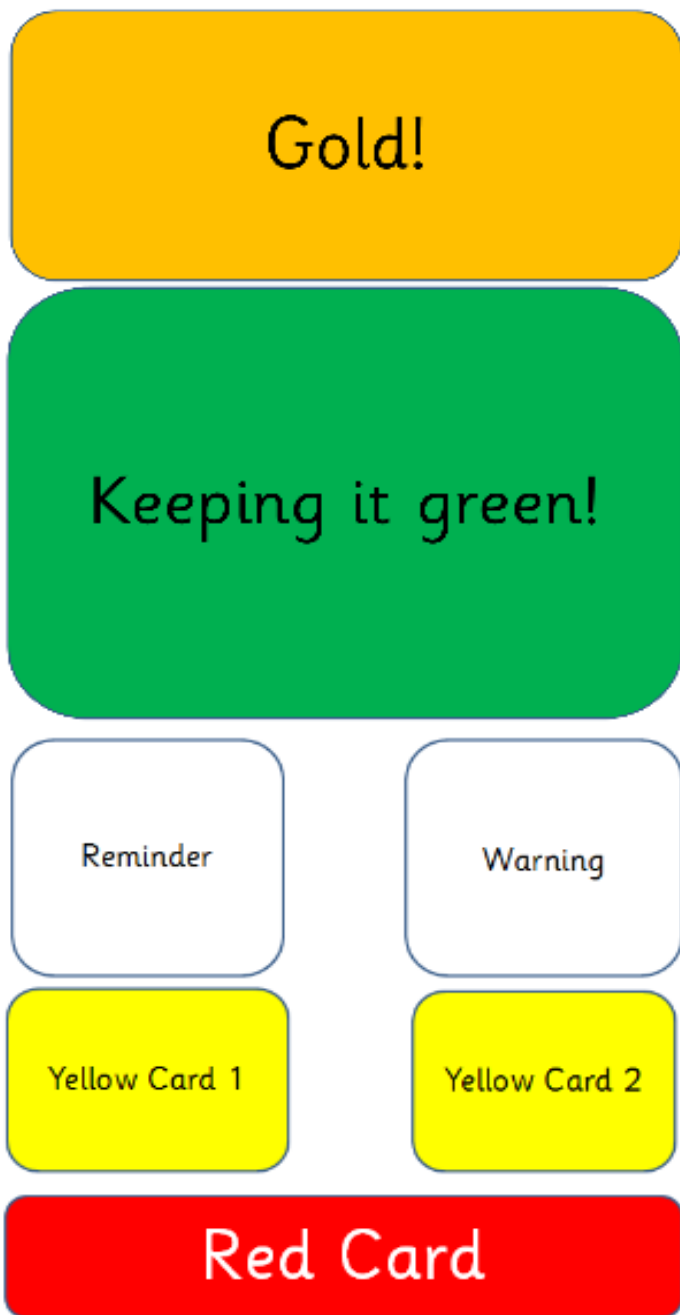 Gold!
Keeping it green!
Reminder
Warning
Yellow Card 1
Yellow Card 2
Red Card